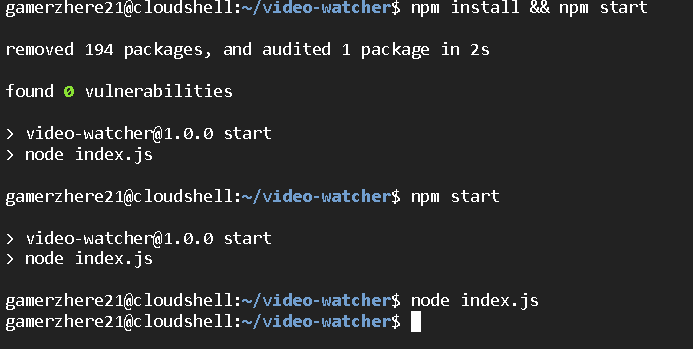 gamerzhere21@cloudshell:~/video-watcher$ npm install && npm start
removed 194 packages, and audited 1 package in 2s
found 0 vulnerabilities
> video-watcher@1.0.0 start
> node index.js
gamerzhere21@cloudshell:~/video-watcher$ npm start
> video-watcher@1.0.0 start
> node index.js
gamerzhere21@cloudshell:~/video-watcher$ node index.js
gamerzhere21@cloudshell:~/video-watcher$